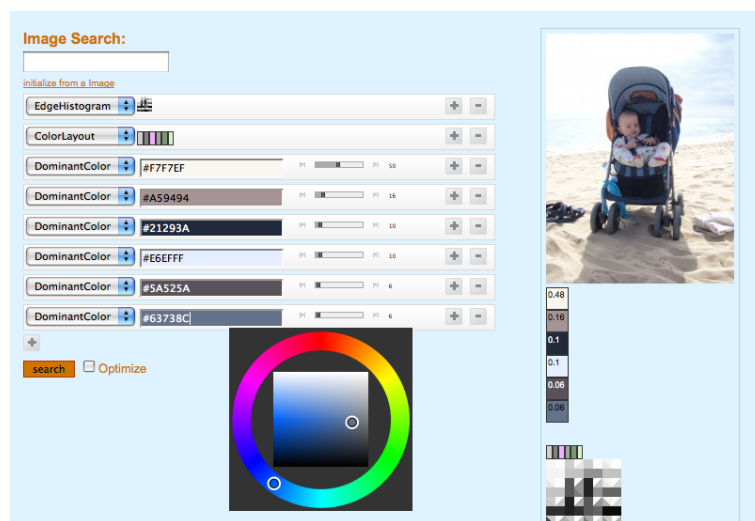 Image Search:
initialize from a Image
EdgeHistogram
ColorLayout
DominantColor #F7F7EF 50
DominantColor #A59494 16
DominantColor #21293A 10
DominantColor #E6EFFF 10
DominantColor #5A525A 6
DominantColor #63738C 6
search Optimize
0.48
0.16
0.1
0.1
0.06
0.06